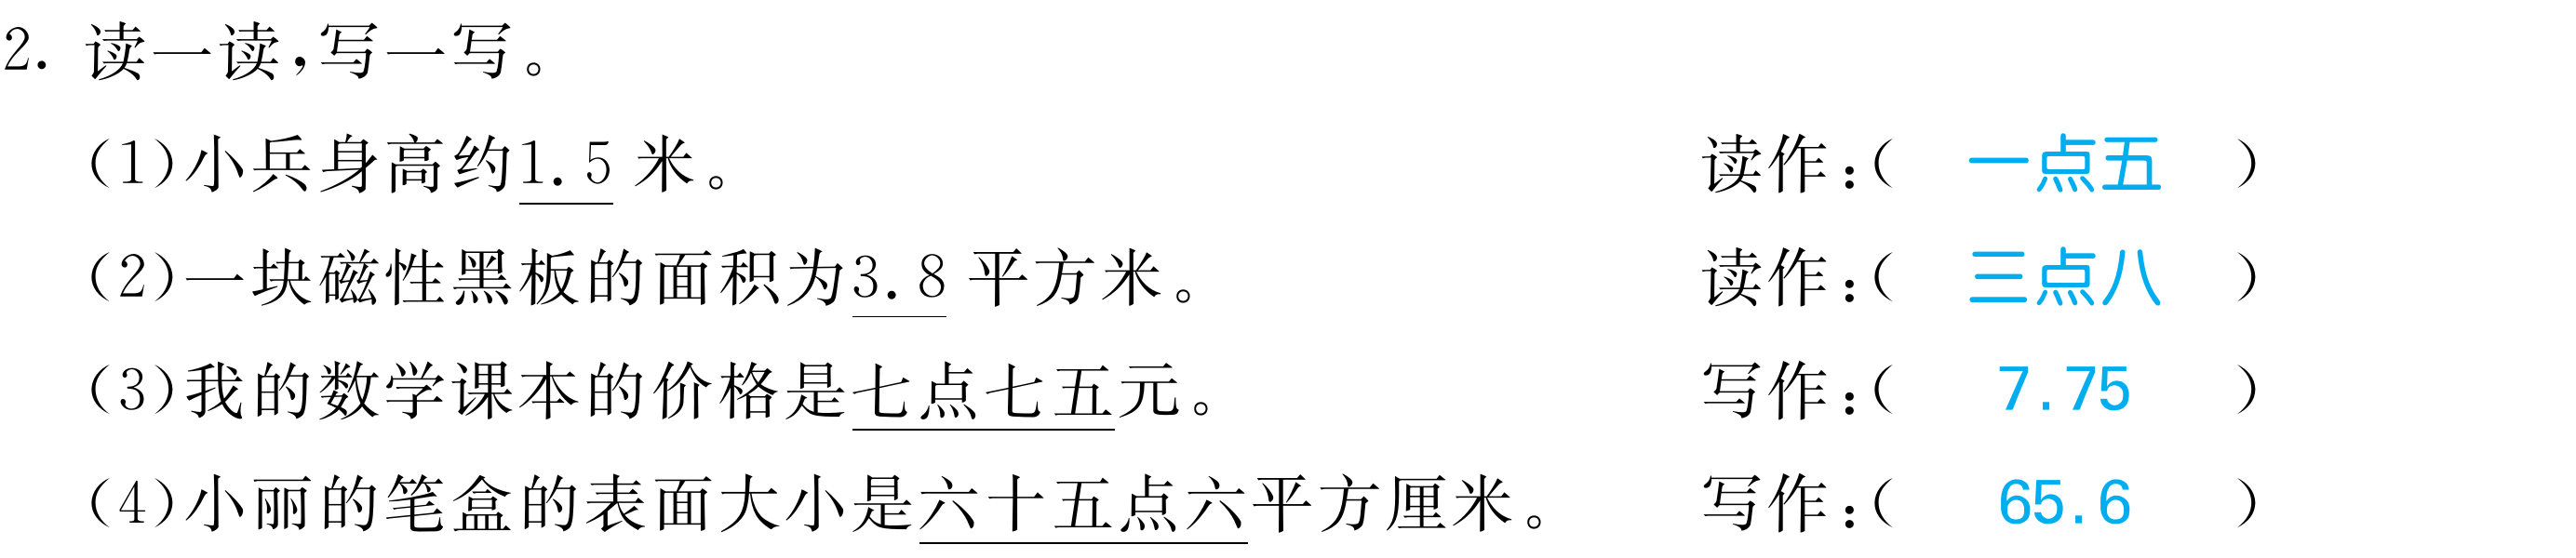 2. 读一读,写一写。
(1)小兵身高约1.5 米。 读作:( 一点五 )
(2)一块磁性黑板的面积为3.8 平方米。 读作:( 三点八 )
(3)我的数学课本的价格是七点七五元。 写作:( 7.75 )
(4)小丽的笔盒的表面大小是六十五点六平方厘米。 写作:( 65.6 )